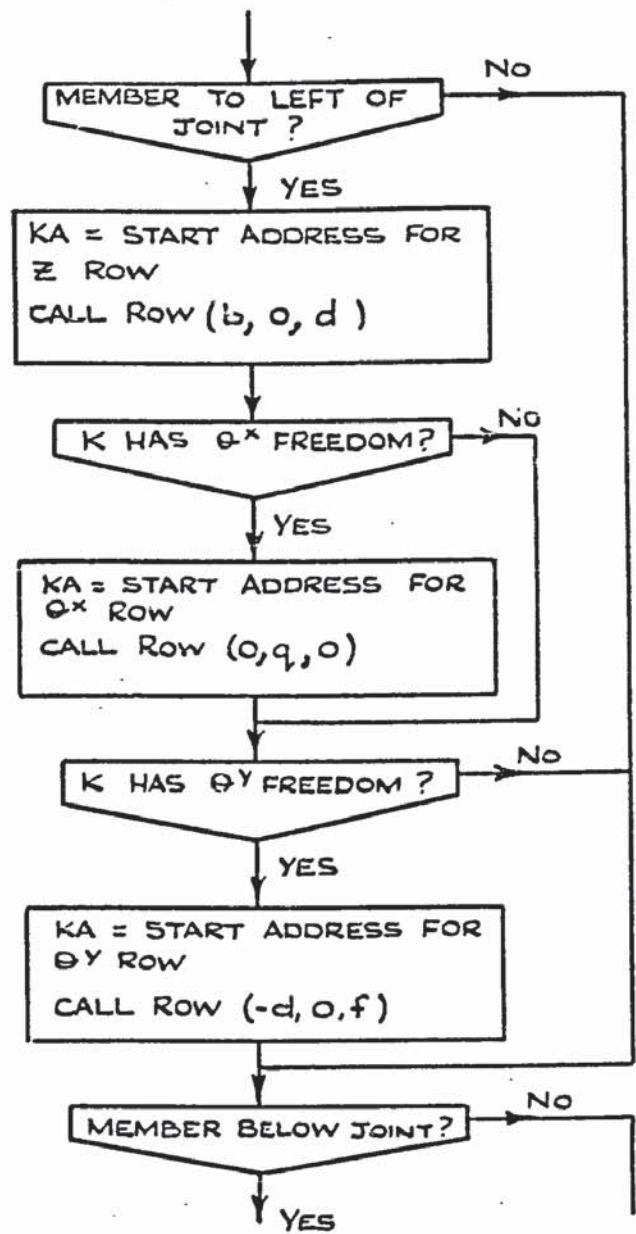 NO
MEMBER TO LEFT OF
JOINT ?
YES
KA = START ADDRESS FOR
Z ROW
CALL ROW (b, 0, d )
NO
K HAS θˣ FREEDOM?
YES
KA = START ADDRESS FOR
θˣ ROW
CALL ROW (0, q, 0)
NO
K HAS θʸ FREEDOM ?
YES
KA = START ADDRESS FOR
θʸ ROW
CALL ROW (-d, 0, f)
NO
MEMBER BELOW JOINT?
YES